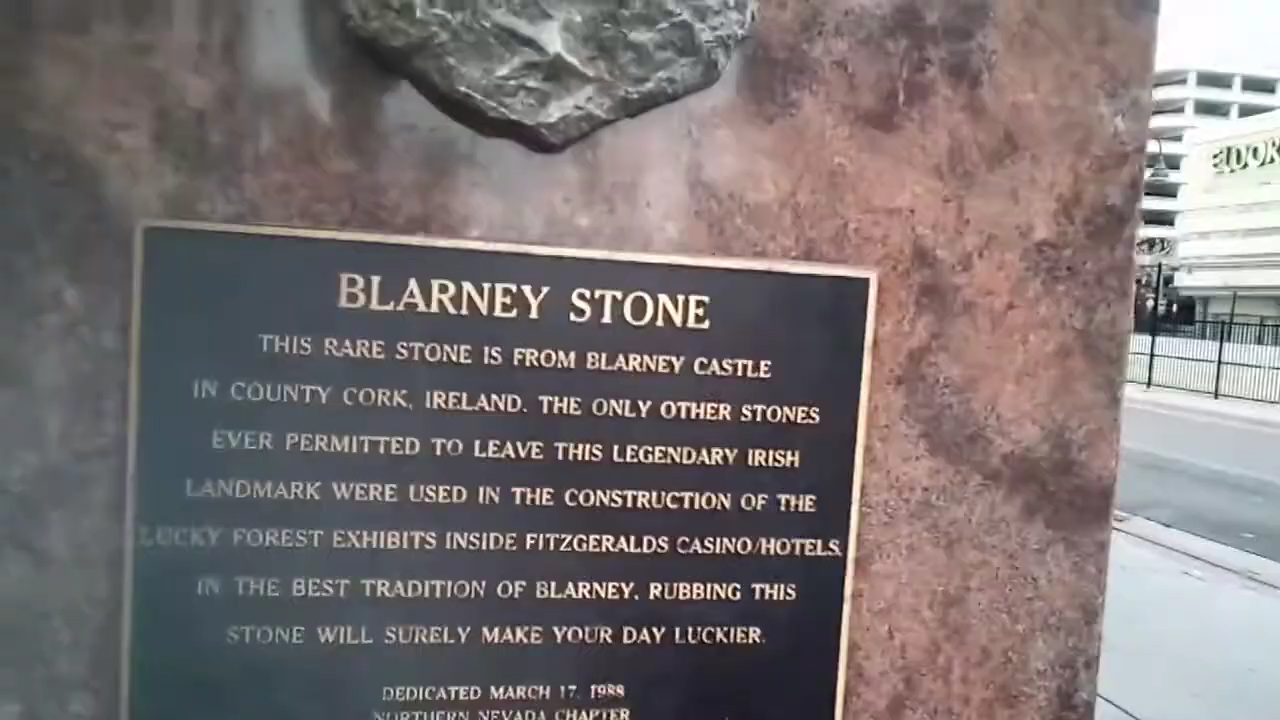 BLARNEY STONE
THIS RARE STONE IS FROM BLARNEY CASTLE
IN COUNTY CORK, IRELAND. THE ONLY OTHER STONES
EVER PERMITTED TO LEAVE THIS LEGENDARY IRISH
LANDMARK WERE USED IN THE CONSTRUCTION OF THE
LUCKY FOREST EXHIBITS INSIDE FITZGERALDS CASINO/HOTELS.
IN THE BEST TRADITION OF BLARNEY, RUBBING THIS
STONE WILL SURELY MAKE YOUR DAY LUCKIER.
DEDICATED MARCH 17, 1988
NORTHERN NEVADA CHAPTER
ELDOR